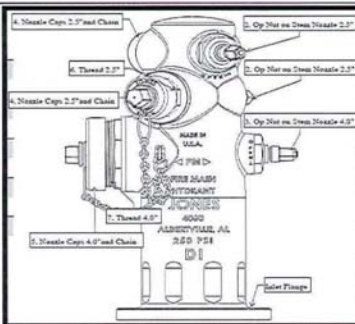 4. Nozzle Caps 2.5" and Chain
2. Op Nut on Stem Nozzle 2.5"
6. Thread 2.5"
2. Op Nut on Stem Nozzle 2.5"
4. Nozzle Caps 2.5" and Chain
3. Op Nut on Stem Nozzle 4.0"
MADE IN
U.S.A.
<FM>
FIRE MAIN
HYDRANT
7. Thread 4.0"
JONES
4060
ALBERTVILLE, AL
250 PSI
DI
5. Nozzle Caps 4.0" and Chain
Inlet Flange